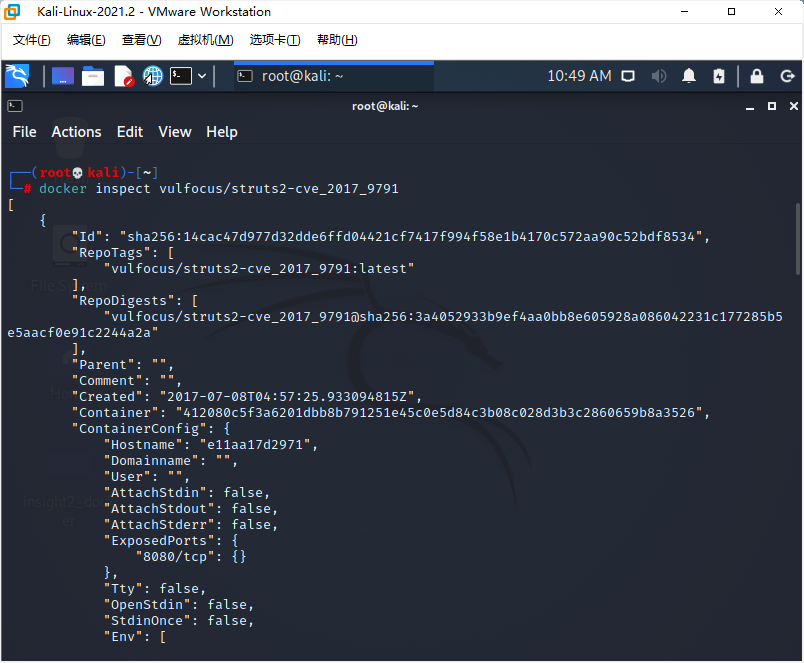 Kali-Linux-2021.2 - VMware Workstation
文件(F) 编辑(E) 查看(V) 虚拟机(M) 选项卡(T) 帮助(H)
root@kali: ~ 10:49 AM
root@kali: ~
File Actions Edit View Help
┌──(root💀kali)-[~]
└─# docker inspect vulfocus/struts2-cve_2017_9791
[
    {
        "Id": "sha256:14cac47d977d32dde6ffd04421cf7417f994f58e1b4170c572aa90c52bdf8534",
        "RepoTags": [
            "vulfocus/struts2-cve_2017_9791:latest"
        ],
        "RepoDigests": [
            "vulfocus/struts2-cve_2017_9791@sha256:3a4052933b9ef4aa0bb8e605928a086042231c177285b5
e5aacf0e91c2244a2a"
        ],
        "Parent": "",
        "Comment": "",
        "Created": "2017-07-08T04:57:25.933094815Z",
        "Container": "412080c5f3a6201dbb8b791251e45c0e5d84c3b08c028d3b3c2860659b8a3526",
        "ContainerConfig": {
            "Hostname": "e11aa17d2971",
            "Domainname": "",
            "User": "",
            "AttachStdin": false,
            "AttachStdout": false,
            "AttachStderr": false,
            "ExposedPorts": {
                "8080/tcp": {}
            },
            "Tty": false,
            "OpenStdin": false,
            "StdinOnce": false,
            "Env": [